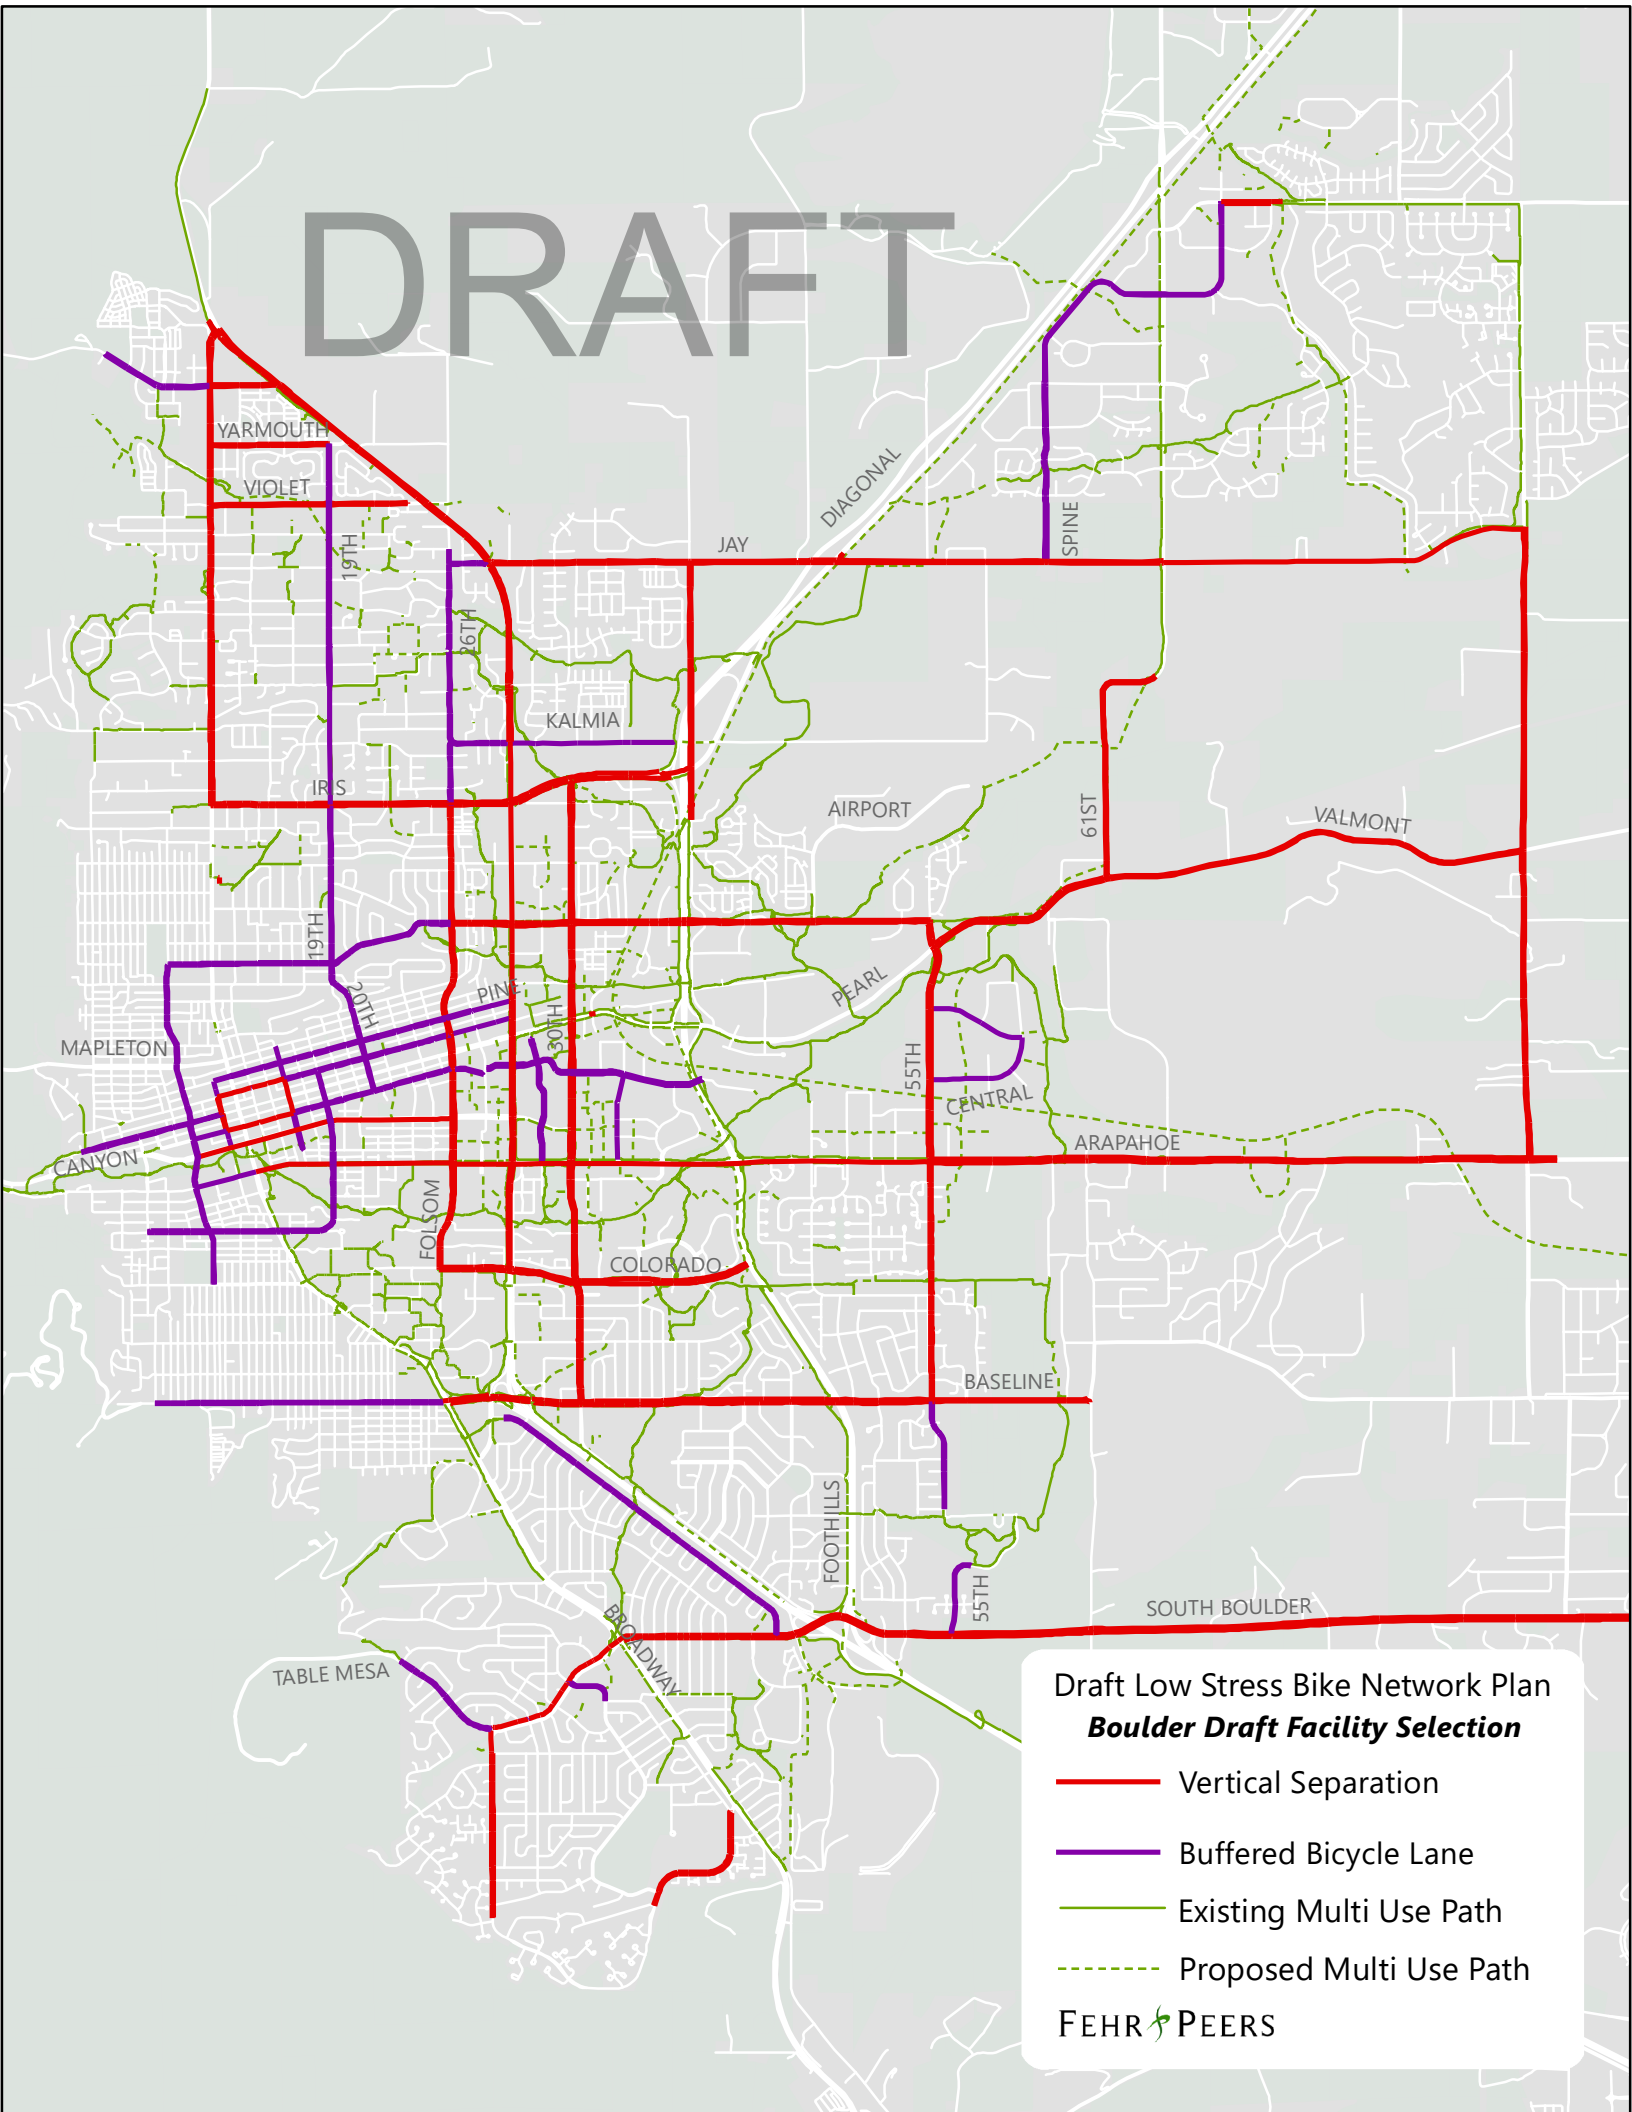 DRAFT
YARMOUTH
VIOLET
DIAGONAL
19TH
JAY
SPINE
26TH
KALMIA
IRIS
AIRPORT
61ST
VALMONT
19TH
20TH
PINE
PEARL
30TH
MAPLETON
55TH
CENTRAL
CANYON
ARAPAHOE
FOLSOM
COLORADO
BASELINE
FOOTHILLS
55TH
BROADWAY
SOUTH BOULDER
TABLE MESA
Draft Low Stress Bike Network Plan
Boulder Draft Facility Selection
Vertical Separation
Buffered Bicycle Lane
Existing Multi Use Path
Proposed Multi Use Path
FEHR PEERS